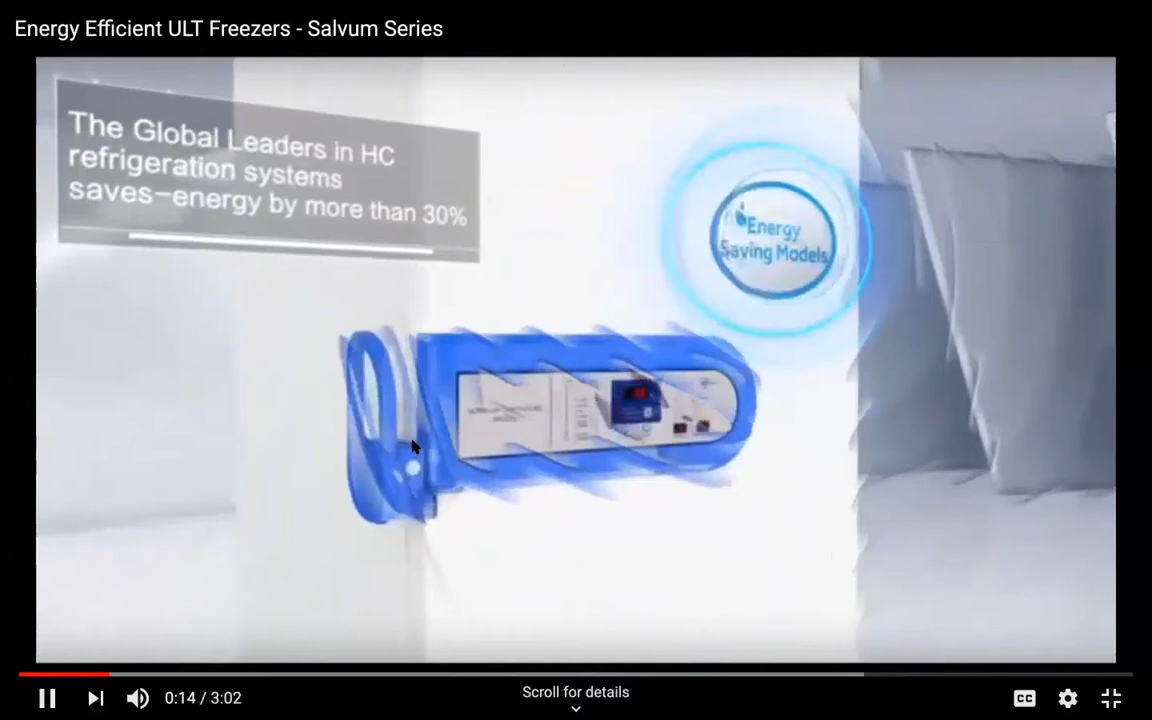 Energy Efficient ULT Freezers - Salvum Series
The Global Leaders in HC
refrigeration systems
saves-energy by more than 30%
Energy
Saving Models
0:14 / 3:02
Scroll for details
CC